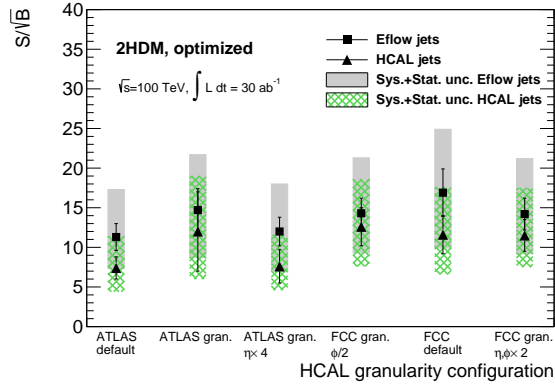 S/√B
40
35
30
25
20
15
10
5
0
2HDM, optimized
√s=100 TeV, ∫ L dt = 30 ab⁻¹
Eflow jets
HCAL jets
Sys.+Stat. unc. Eflow jets
Sys.+Stat. unc. HCAL jets
ATLAS
default
ATLAS gran.
ATLAS gran.
η× 4
FCC gran.
ϕ/2
FCC
default
FCC gran.
η,ϕ× 2
HCAL granularity configuration